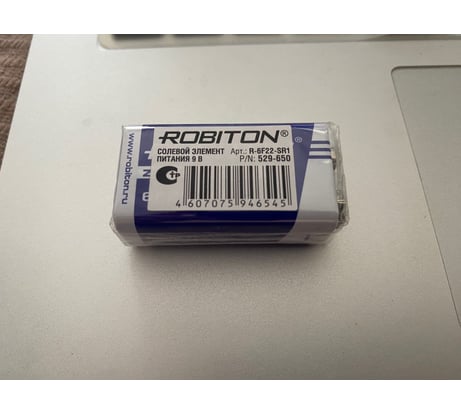 ROBITON®
СОЛЕВОЙ ЭЛЕМЕНТ Арт.: R-6F22-SR1
ПИТАНИЯ 9 В P/N: 529-650
4 607075 946545
www.robiton.ru